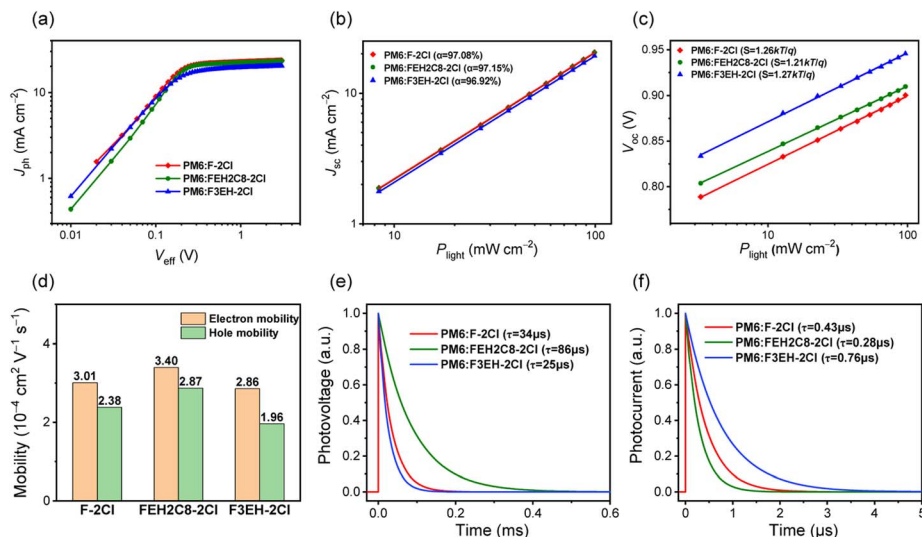 (a)
J_ph (mA cm⁻²)
10
1
PM6:F-2Cl
PM6:FEH2C8-2Cl
PM6:F3EH-2Cl
0.01 0.1 1
V_eff (V)
(b)
J_sc (mA cm⁻²)
10
1
PM6:F-2Cl (α=97.08%)
PM6:FEH2C8-2Cl (α=97.15%)
PM6:F3EH-2Cl (α=96.92%)
10 100
P_light (mW cm⁻²)
(c)
V_oc (V)
0.95
0.90
0.85
0.80
PM6:F-2Cl (S=1.26kT/q)
PM6:FEH2C8-2Cl (S=1.21kT/q)
PM6:F3EH-2Cl (S=1.27kT/q)
10 100
P_light (mW cm⁻²)
(d)
Mobility (10⁻⁴ cm² V⁻¹ s⁻¹)
4
2
0
Electron mobility
Hole mobility
3.01 2.38 3.40 2.87 2.86 1.96
F-2Cl FEH2C8-2Cl F3EH-2Cl
(e)
Photovoltage (a.u.)
1.0
0.8
0.6
0.4
0.2
0.0
PM6:F-2Cl (τ=34μs)
PM6:FEH2C8-2Cl (τ=86μs)
PM6:F3EH-2Cl (τ=25μs)
0.0 0.2 0.4 0.6
Time (ms)
(f)
Photocurrent (a.u.)
1.0
0.8
0.6
0.4
0.2
0.0
PM6:F-2Cl (τ=0.43μs)
PM6:FEH2C8-2Cl (τ=0.28μs)
PM6:F3EH-2Cl (τ=0.76μs)
0 1 2 3 4 5
Time (μs)